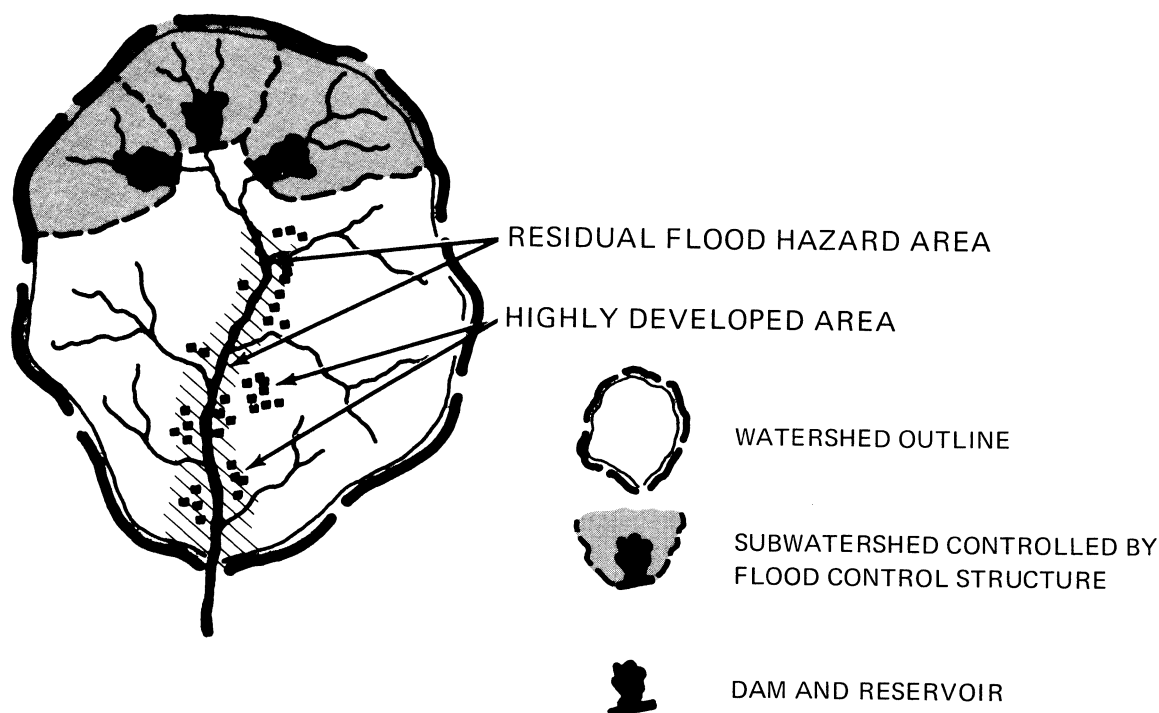 RESIDUAL FLOOD HAZARD AREA
HIGHLY DEVELOPED AREA
WATERSHED OUTLINE
SUBWATERSHED CONTROLLED BY
FLOOD CONTROL STRUCTURE
DAM AND RESERVOIR